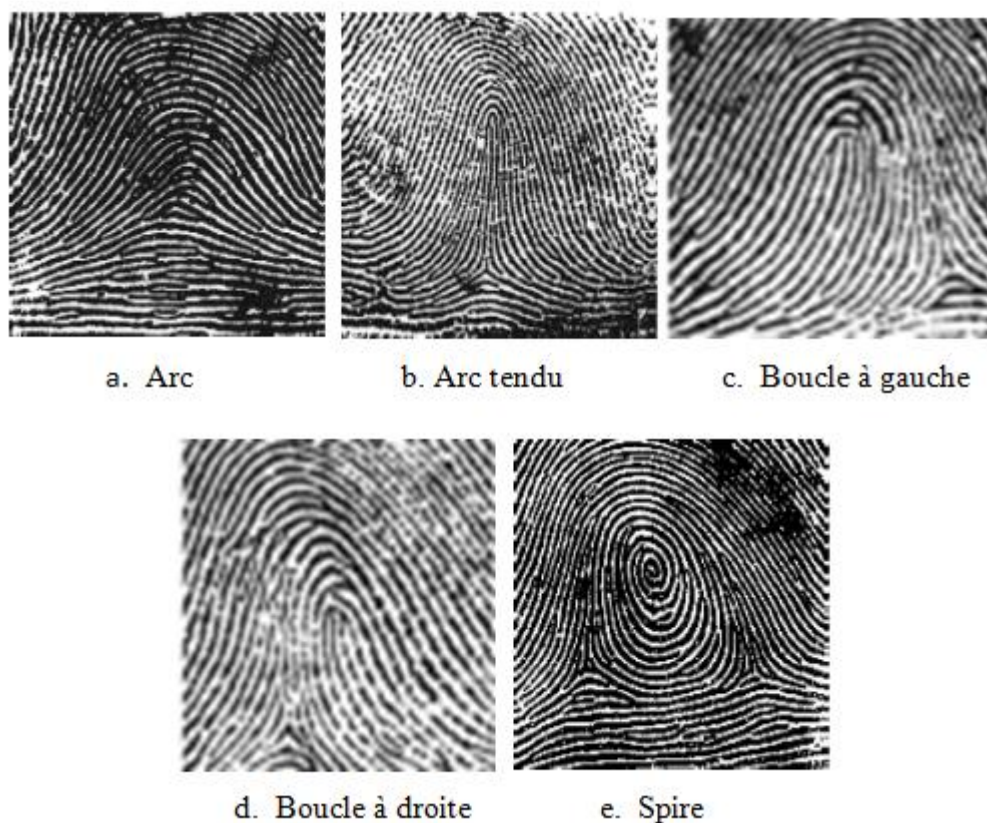 a. Arc
b. Arc tendu
c. Boucle à gauche
d. Boucle à droite
e. Spire